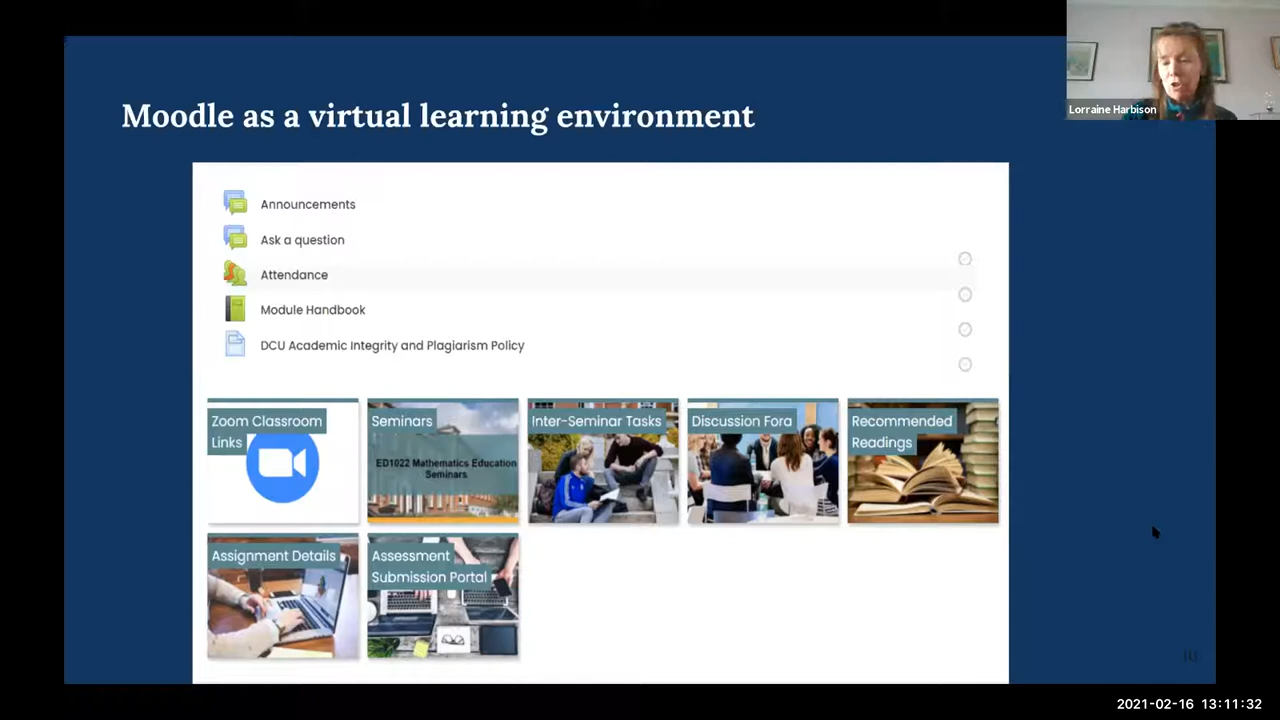 Lorraine Harbison
Moodle as a virtual learning environment
Announcements
Ask a question
Attendance
Module Handbook
DCU Academic Integrity and Plagiarism Policy
Zoom Classroom
Links
Seminars
ED1022 Mathematics Education
Seminars
Inter-Seminar Tasks
Discussion Fora
Recommended
Readings
Assignment Details
Assessment
Submission Portal
2021-02-16 13:11:32